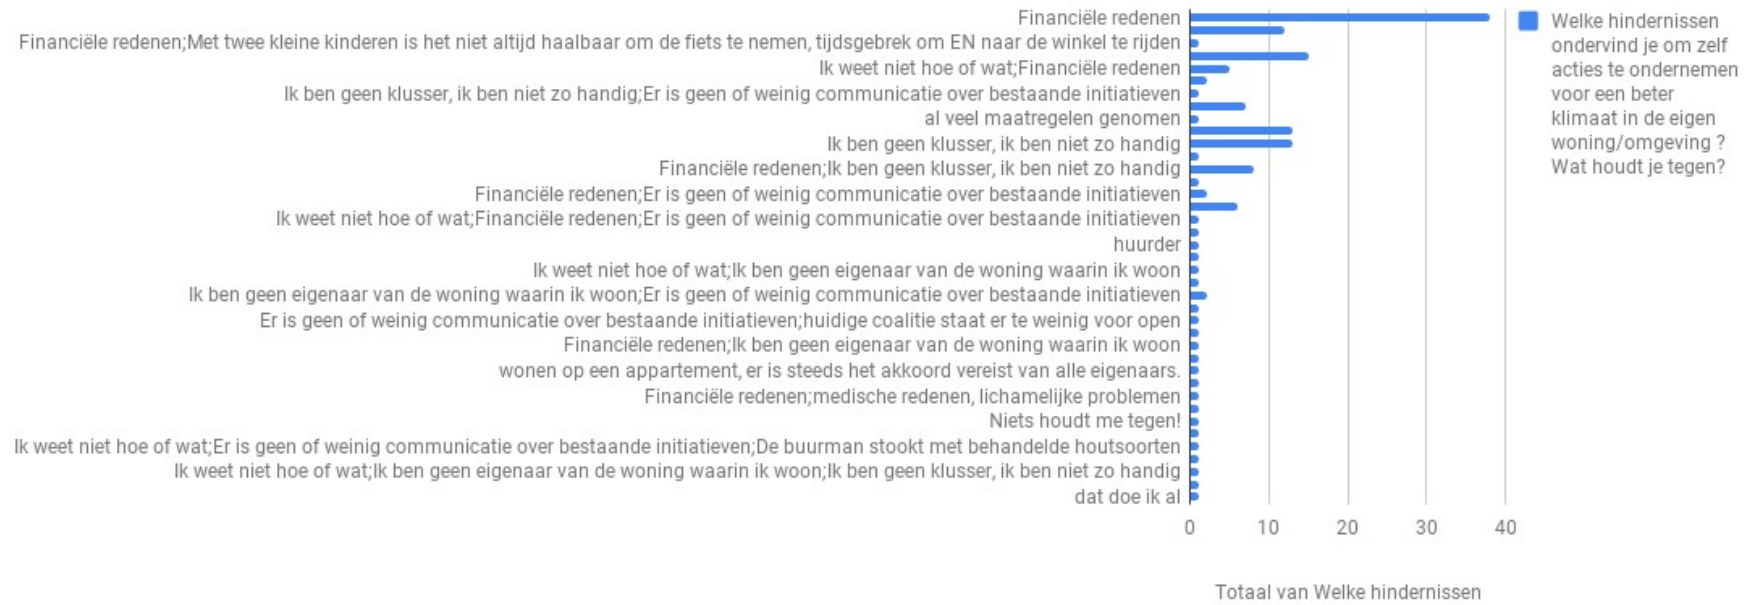 Financiële redenen
Financiële redenen;Met twee kleine kinderen is het niet altijd haalbaar om de fiets te nemen, tijdsgebrek om EN naar de winkel te rijden
Ik weet niet hoe of wat;Financiële redenen
Ik ben geen klusser, ik ben niet zo handig;Er is geen of weinig communicatie over bestaande initiatieven
al veel maatregelen genomen
Ik ben geen klusser, ik ben niet zo handig
Financiële redenen;Ik ben geen klusser, ik ben niet zo handig
Financiële redenen;Er is geen of weinig communicatie over bestaande initiatieven
Ik weet niet hoe of wat;Financiële redenen;Er is geen of weinig communicatie over bestaande initiatieven
huurder
Ik weet niet hoe of wat;Ik ben geen eigenaar van de woning waarin ik woon
Ik ben geen eigenaar van de woning waarin ik woon;Er is geen of weinig communicatie over bestaande initiatieven
Er is geen of weinig communicatie over bestaande initiatieven;huidige coalitie staat er te weinig voor open
Financiële redenen;Ik ben geen eigenaar van de woning waarin ik woon
wonen op een appartement, er is steeds het akkoord vereist van alle eigenaars.
Financiële redenen;medische redenen, lichamelijke problemen
Niets houdt me tegen!
Ik weet niet hoe of wat;Er is geen of weinig communicatie over bestaande initiatieven;De buurman stookt met behandelde houtsoorten
Ik weet niet hoe of wat;Ik ben geen eigenaar van de woning waarin ik woon;Ik ben geen klusser, ik ben niet zo handig
dat doe ik al
0 10 20 30 40
Totaal van Welke hindernissen
Welke hindernissen
ondervind je om zelf
acties te ondernemen
voor een beter
klimaat in de eigen
woning/omgeving ?
Wat houdt je tegen?